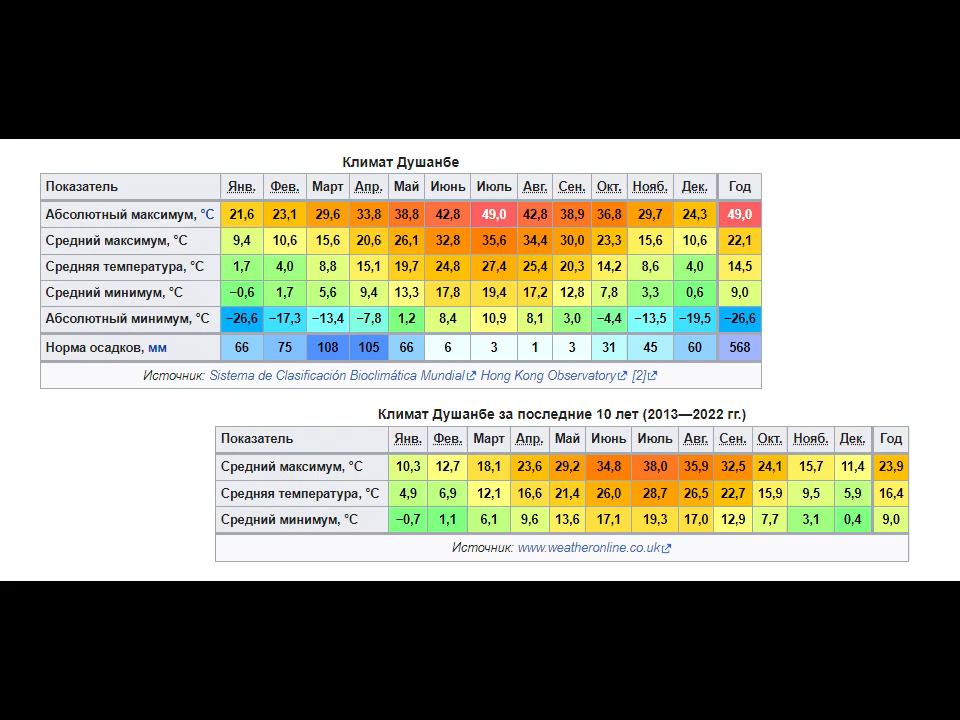 Климат Душанбе
Показатель Янв. Фев. Март Апр. Май Июнь Июль Авг. Сен. Окт. Нояб. Дек. Год
Абсолютный максимум, °C 21,6 23,1 29,6 33,8 38,8 42,8 49,0 42,8 38,9 36,8 29,7 24,3 49,0
Средний максимум, °C 9,4 10,6 15,6 20,6 26,1 32,8 35,6 34,4 30,0 23,3 15,6 10,6 22,1
Средняя температура, °C 1,7 4,0 8,8 15,1 19,7 24,8 27,4 25,4 20,3 14,2 8,6 4,0 14,5
Средний минимум, °C −0,6 1,7 5,6 9,4 13,3 17,8 19,4 17,2 12,8 7,8 3,3 0,6 9,0
Абсолютный минимум, °C −26,6 −17,3 −13,4 −7,8 1,2 8,4 10,9 8,1 3,0 −4,4 −13,5 −19,5 −26,6
Норма осадков, мм 66 75 108 105 66 6 3 1 3 31 45 60 568
Источник: Sistema de Clasificación Bioclimática Mundial Hong Kong Observatory [2]
Климат Душанбе за последние 10 лет (2013—2022 гг.)
Показатель Янв. Фев. Март Апр. Май Июнь Июль Авг. Сен. Окт. Нояб. Дек. Год
Средний максимум, °C 10,3 12,7 18,1 23,6 29,2 34,8 38,0 35,9 32,5 24,1 15,7 11,4 23,9
Средняя температура, °C 4,9 6,9 12,1 16,6 21,4 26,0 28,7 26,5 22,7 15,9 9,5 5,9 16,4
Средний минимум, °C −0,7 1,1 6,1 9,6 13,6 17,1 19,3 17,0 12,9 7,7 3,1 0,4 9,0
Источник: www.weatheronline.co.uk